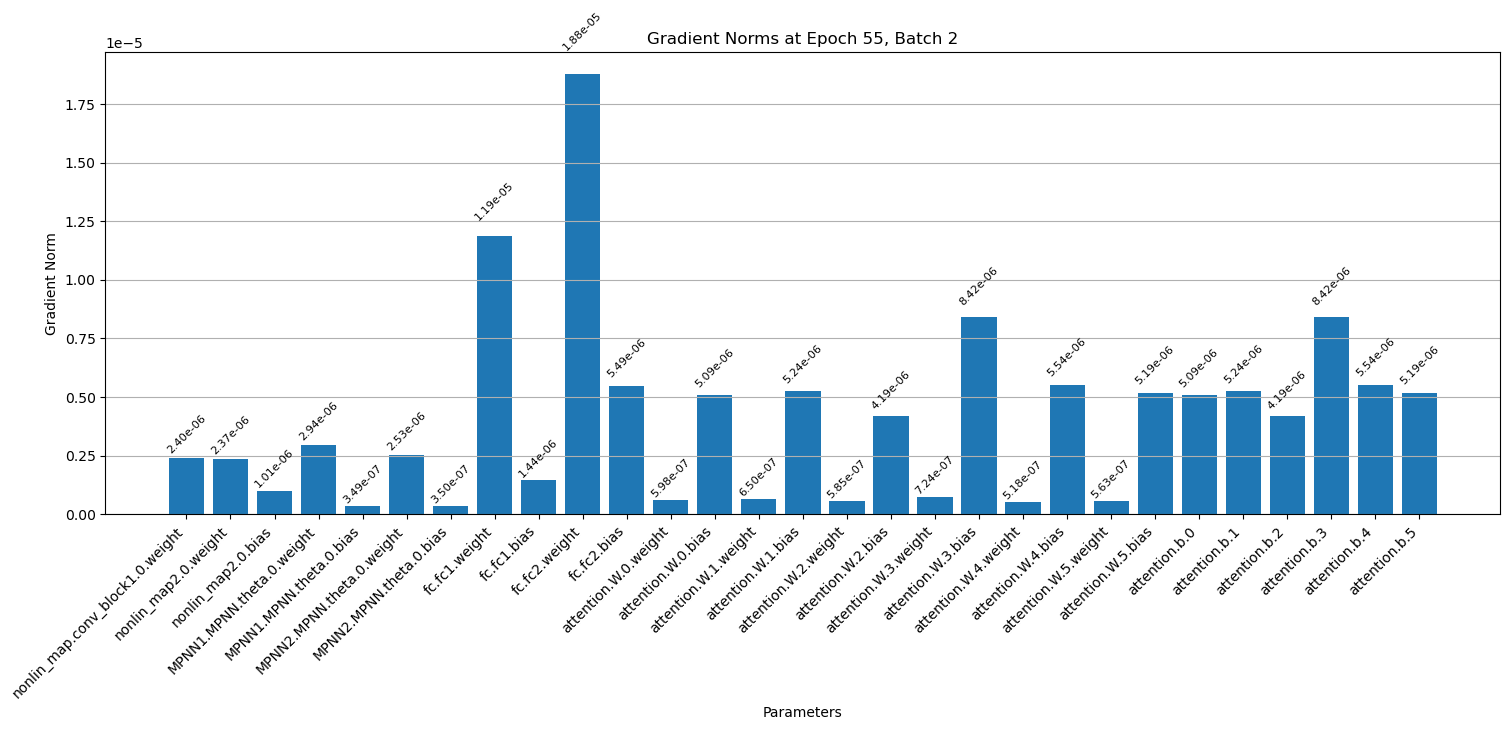 Gradient Norms at Epoch 55, Batch 2
1e−5
Gradient Norm
1.75
1.50
1.25
1.00
0.75
0.50
0.25
0.00
2.40e-06
2.37e-06
1.01e-06
2.94e-06
3.49e-07
2.53e-06
3.50e-07
1.19e-05
1.44e-06
1.88e-05
5.49e-06
5.98e-07
5.09e-06
6.50e-07
5.24e-06
5.85e-07
4.19e-06
7.24e-07
8.42e-06
5.18e-07
5.54e-06
5.63e-07
5.19e-06
5.09e-06
5.24e-06
4.19e-06
8.42e-06
5.54e-06
5.19e-06
nonlin_map.conv_block1.0.weight
nonlin_map2.0.weight
nonlin_map2.0.bias
MPNN1.MPNN.theta.0.weight
MPNN1.MPNN.theta.0.bias
MPNN2.MPNN.theta.0.weight
MPNN2.MPNN.theta.0.bias
fc.fc1.weight
fc.fc1.bias
fc.fc2.weight
fc.fc2.bias
attention.W.0.weight
attention.W.0.bias
attention.W.1.weight
attention.W.1.bias
attention.W.2.weight
attention.W.2.bias
attention.W.3.weight
attention.W.3.bias
attention.W.4.weight
attention.W.4.bias
attention.W.5.weight
attention.W.5.bias
attention.b.0
attention.b.1
attention.b.2
attention.b.3
attention.b.4
attention.b.5
Parameters